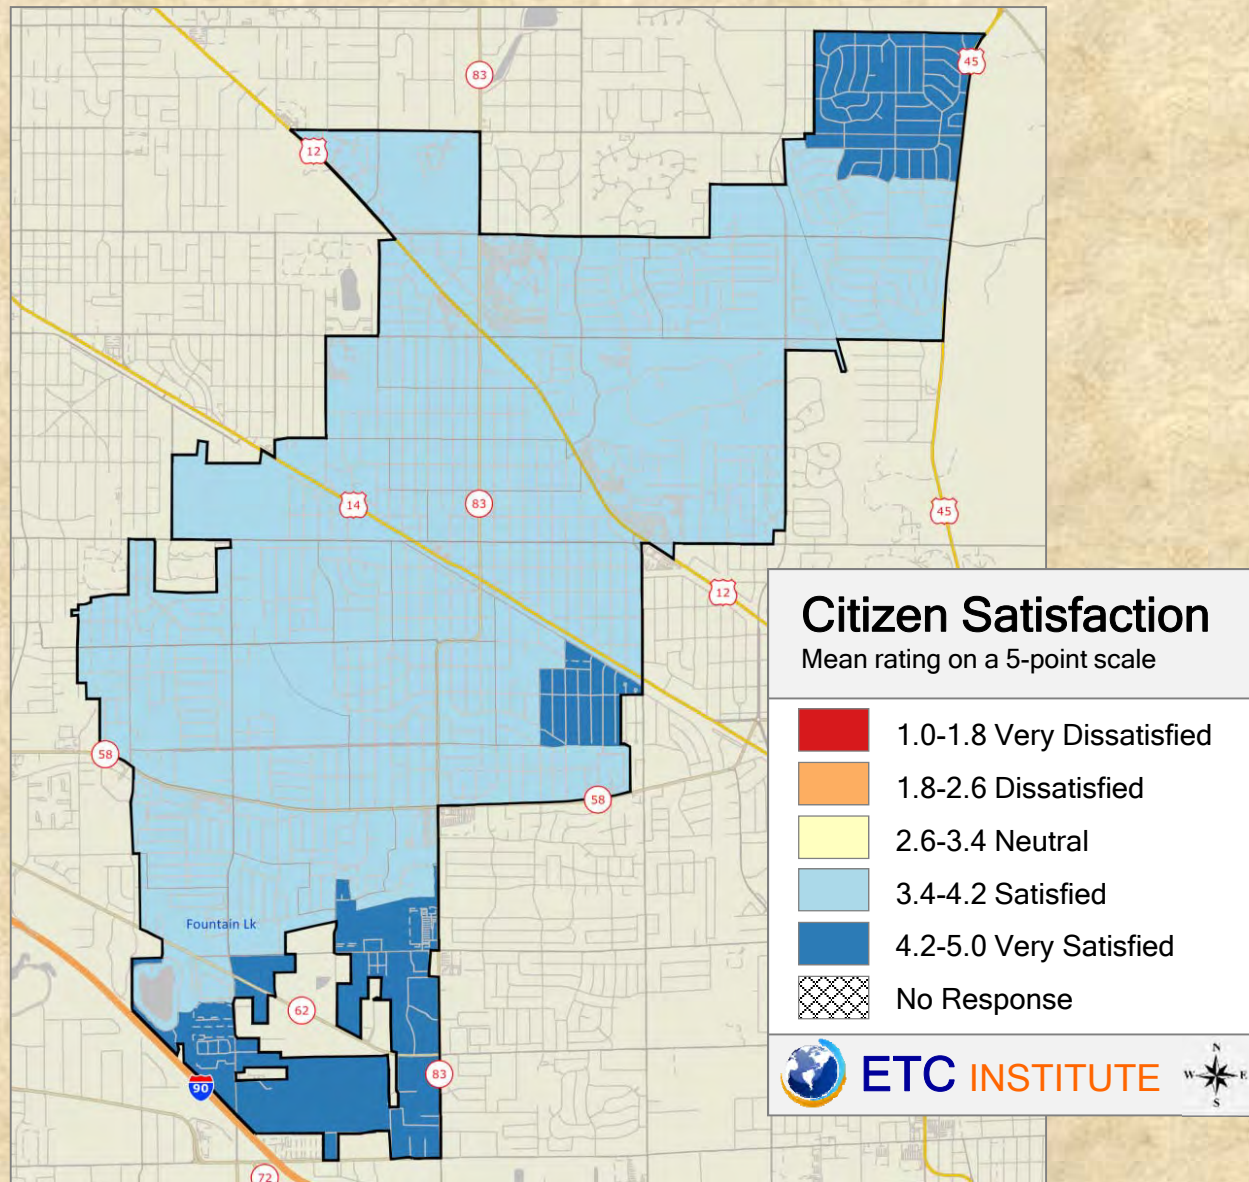 83
45
12
14
83
45
12
58
58
Fountain Lk
62
83
90
72
Citizen Satisfaction
Mean rating on a 5-point scale
1.0-1.8 Very Dissatisfied
1.8-2.6 Dissatisfied
2.6-3.4 Neutral
3.4-4.2 Satisfied
4.2-5.0 Very Satisfied
No Response
ETC INSTITUTE
N
W E
S